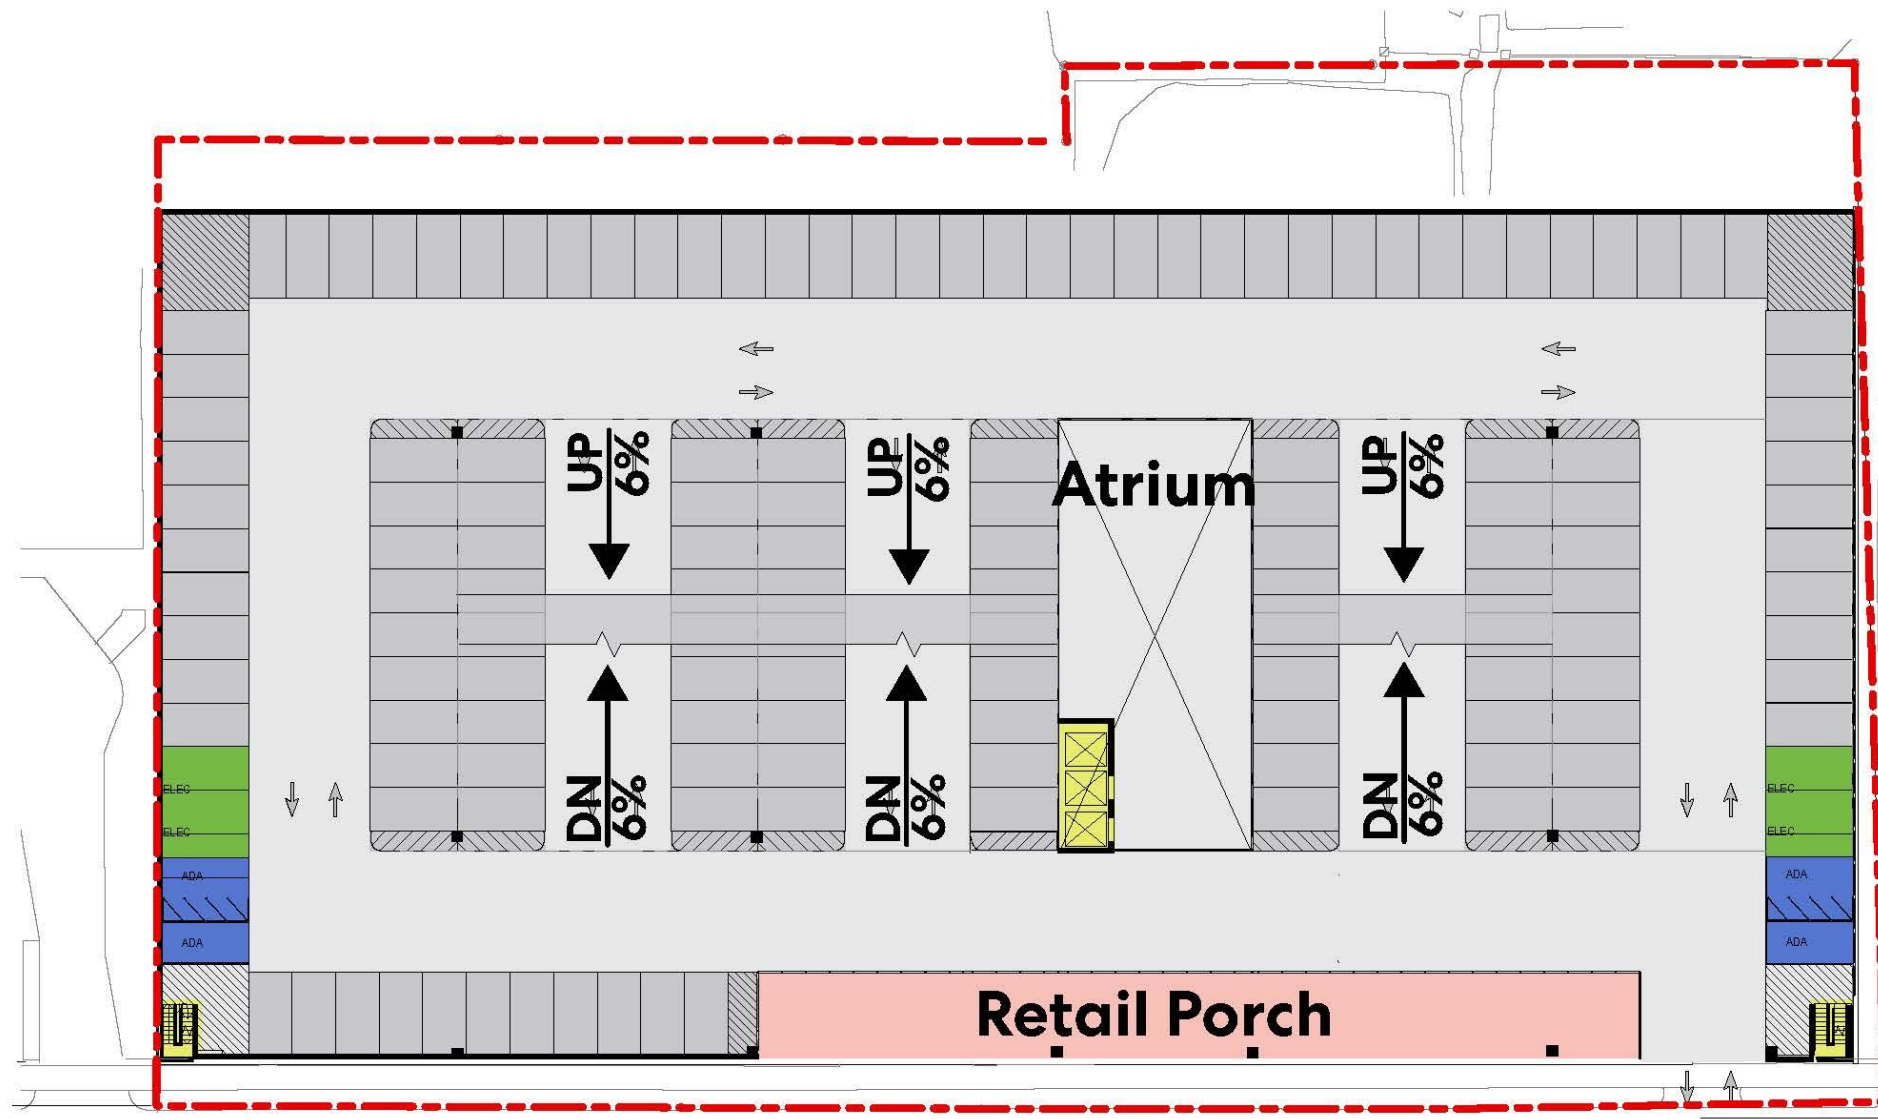 UP
6%
UP
6%
Atrium
UP
6%
DN
6%
DN
6%
DN
6%
ELEC
ELEC
ELEC
ELEC
ADA
ADA
ADA
ADA
Retail Porch